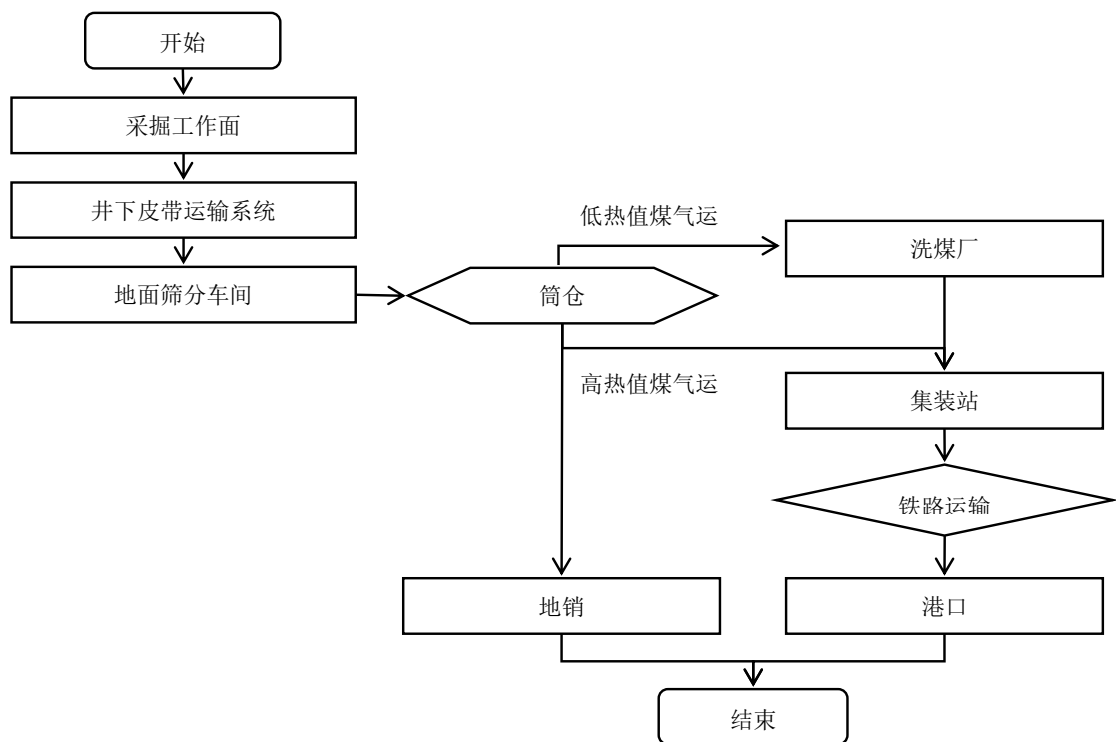 开始
采掘工作面
井下皮带运输系统
地面筛分车间
筒仓
低热值煤气运
洗煤厂
高热值煤气运
集装站
铁路运输
地销
港口
结束